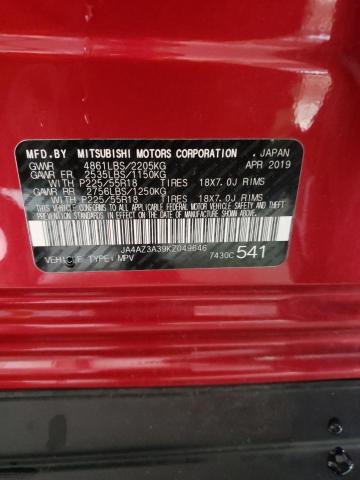 MFD.BY MITSUBISHI MOTORS CORPORATION , JAPAN
GVWR 4861LBS/2205KG APR 2019
GAWR FR 2535LBS/1150KG
WITH P225/55R18 TIRES 18X7.0J RIMS
GAWR RR 2756LBS/1250KG
WITH P225/55R18 TIRES 18X7.0J RIMS
THIS VEHICLE CONFORMS TO ALL APPLICABLE FEDERAL MOTOR VEHICLE SAFETY, BUMPER, AND THEFT PREVENTION STANDARDS IN EFFECT ON THE DATE OF MANUFACTURE SHOWN ABOVE.
JA4AZ3A39KZ049646
VEHICLE TYPE: MPV 7430C 541